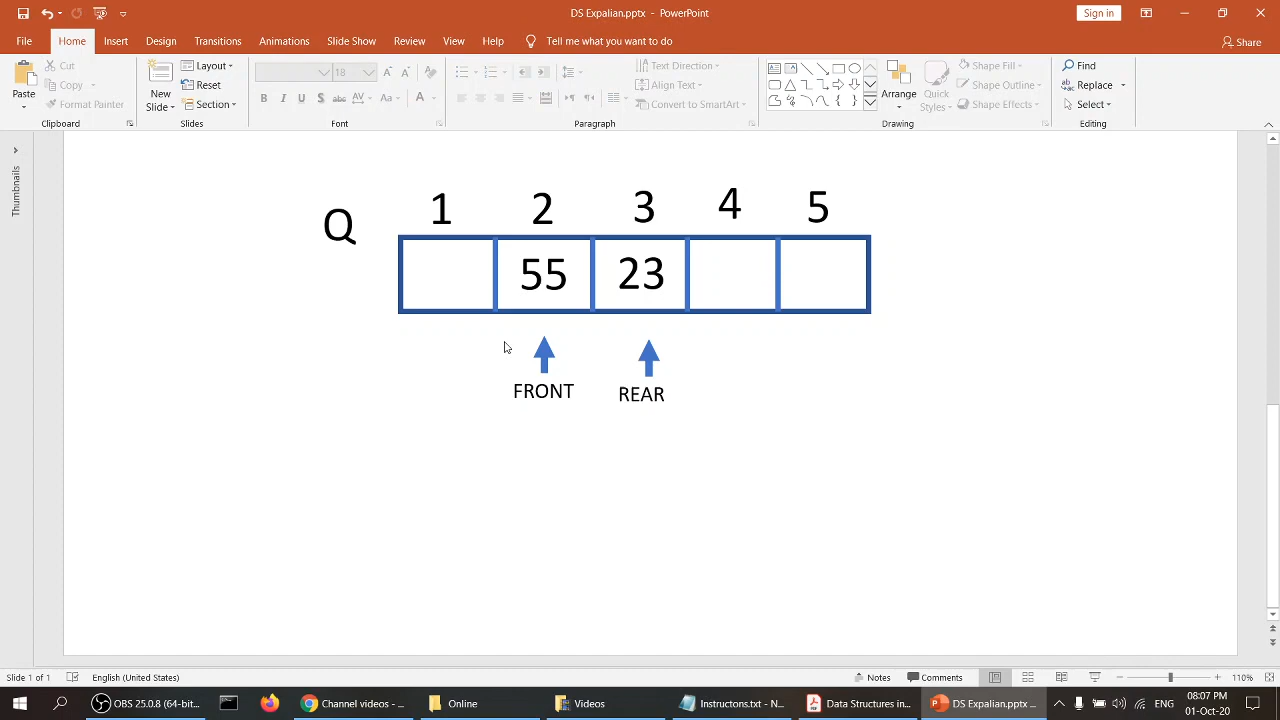 DS Expalian.pptx - PowerPoint
Sign in
File Home Insert Design Transitions Animations Slide Show Review View Help Tell me what you want to do
Share
Paste
Cut
Copy
Format Painter
Clipboard
New
Slide
Layout
Reset
Section
Slides
18
B I U S abc AV Aa A
Font
Text Direction
Align Text
Convert to SmartArt
Paragraph
Arrange
Quick
Styles
Shape Fill
Shape Outline
Shape Effects
Drawing
Find
Replace
Select
Editing
Thumbnails
Q 1 2 3 4 5
55 23
FRONT REAR
Slide 1 of 1
English (United States)
Notes
Comments
110%
OBS 25.0.8 (64-bit...
Channel videos - ...
Online
Videos
Instructons.txt - N...
Data Structures in...
DS Expalian.pptx ...
ENG
08:07 PM
01-Oct-20